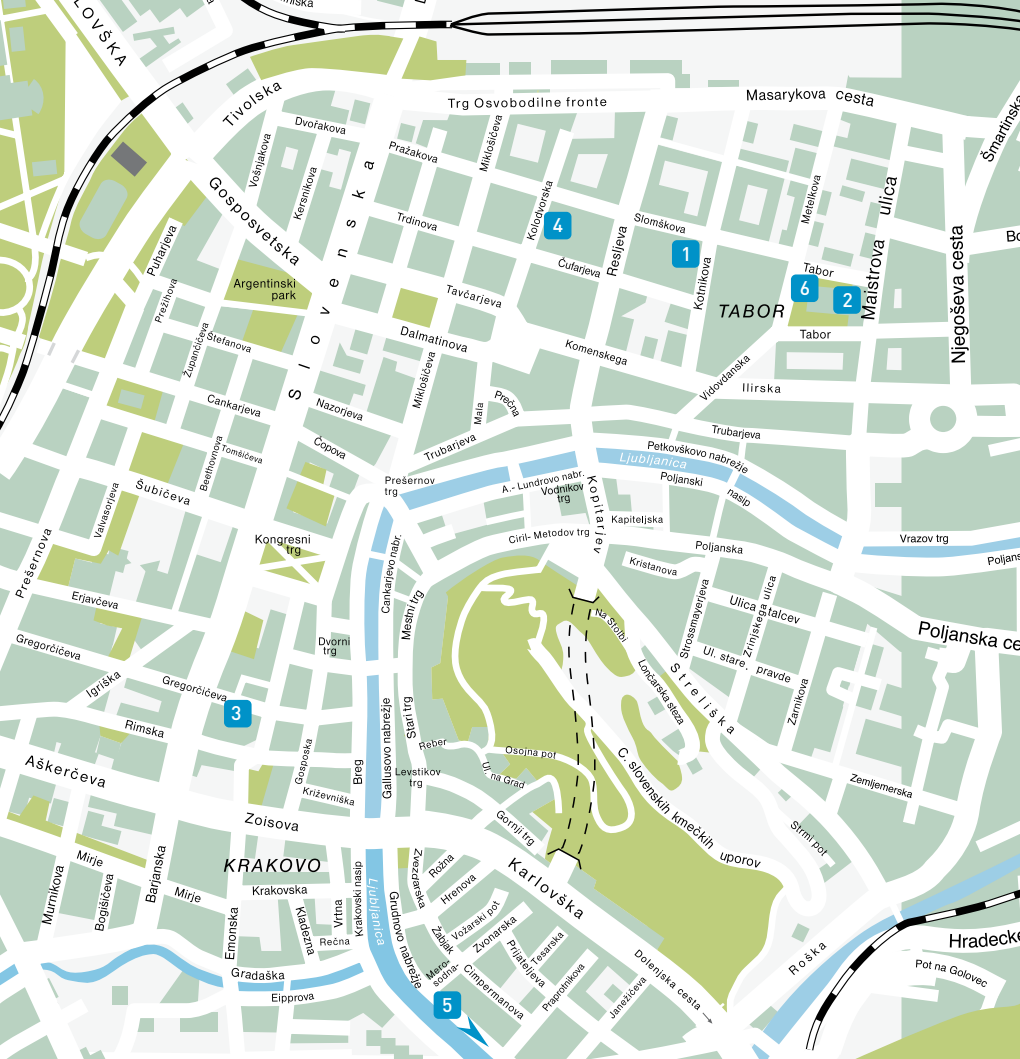 LOVŠKA
Tivolska
Trg Osvobodilne fronte
Masarykova cesta
Šmartinska
Dvořakova
Pražakova
Miklošičeva
Vošnjakova
Kersnikova
Slovenska
Gosposvetska
Metelkova
Maistrova ulica
Kolodvorska
4
Trdinova
Slomškova
Resljeva
1
Puharjeva
Njegoševa cesta
Bo
Čufarjeva
Kotnikova
Tabor
6
2
Argentinski
park
Prežihova
Tavčarjeva
TABOR
Tabor
Župančičeva
Štefanova
Dalmatinova
Komenskega
Miklošičeva
Vidovdanska
Ilirska
Cankarjeva
Nazorjeva
Mala
Prečna
Trubarjeva
Trubarjeva
Čopova
Beethovnova
Tomšičeva
Petkovškovo nabrežje
Ljubljanica
Prešernov
trg
A.- Lundrovo nabr.
Vodnikov
trg
Kopitarjev
Poljanski
nasip
Šubičeva
Valvasorjeva
Kapiteljska
Ciril- Metodov trg
Poljanska
Vrazov trg
Poljans
Kongresni
trg
Cankarjevo nabr.
Prešernova
Kristanova
Erjavčeva
Mestni trg
Na Stolbi
Strossmayerjeva
Ulica talcev
Zrinjskega ulica
Poljanska ce
Gregorčičeva
Dvorni
trg
Lončarska steza
Streliška
Ul. stare pravde
Igriška
Gregorčičeva
3
Zarnikova
Rimska
Stari trg
Gallusovo nabrežje
Reber
Osojna pot
Aškerčeva
Gosposka
Breg
Levstikov
trg
Ul. na Grad
C. slovenskih kmečkih uporov
Zemljemerska
Križevniška
Zoisova
Gornji trg
Strmi pot
Mirje
KRAKOVO
Karlovška
Murnikova
Bogišičeva
Barjanska
Mirje
Krakovska
Krakovski nasip
Ljubljanica
Zvezdarska
Rožna
Hrenova
Grudnovo nabrežje
Emonska
Kladezna
Vrtna
Rečna
Žabjak
Vožarski pot
Zvonarska
Prijateljeva
Tesarska
Roška
Hradecke
Mero-
sodna-
Cimpermanova
Praprotnikova
Janežičeva
Dolenjska cesta
Pot na Golovec
Gradaška
Eipprova
5